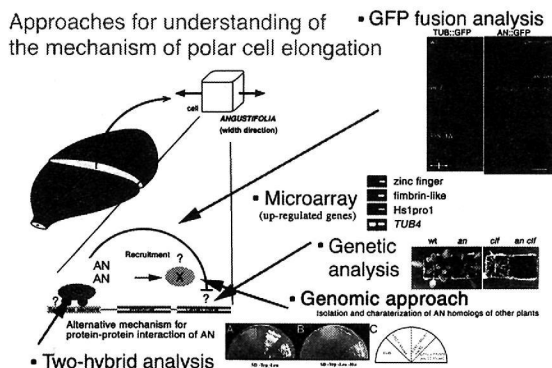 Approaches for understanding of
the mechanism of polar cell elongation
▪ GFP fusion analysis
TUB::GFP
AN::GFP
cell
ANGUSTIFOLIA
(width direction)
▪ Microarray
(up-regulated genes)
zinc finger
fimbrin-like
Hs1pro1
TUB4
▪ Genetic
analysis
wt
an
clf
an clf
AN
AN
Recruitment
?
X
?
?
▪ Genomic approach
Isolation and charaterization of AN homologs of other plants
Alternative mechanism for
protein-protein interaction of AN
▪ Two-hybrid analysis
A
B
C